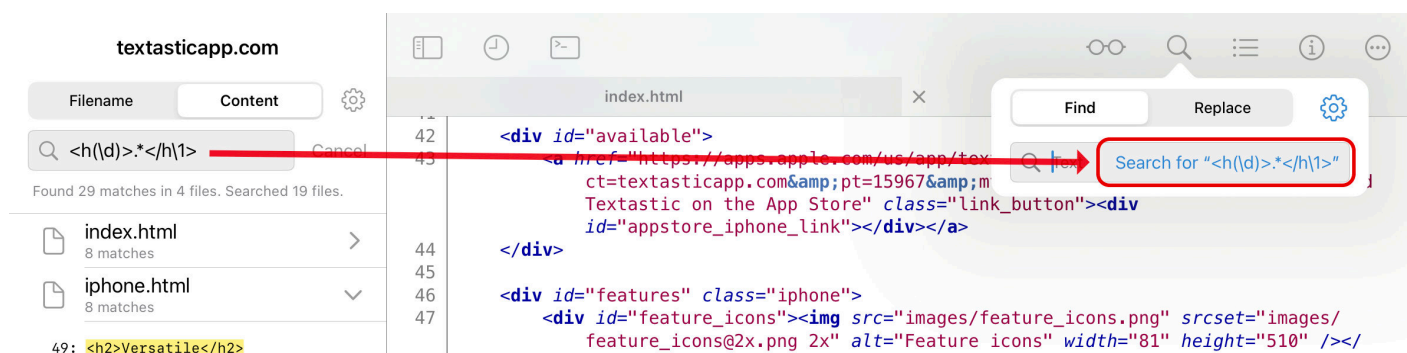 textasticapp.com
Filename
Content
<h(\d)>.*</h\1>
Cancel
Found 29 matches in 4 files. Searched 19 files.
index.html
8 matches
iphone.html
8 matches
49: <h2>Versatile</h2>
index.html
41
42 <div id="available">
43 <a href="https://apps.apple.com/us/app/tex
ct=textasticapp.com&amp;pt=15967&amp;m
Textastic on the App Store" class="link_button"><div
id="appstore_iphone_link"></div></a>
44 </div>
45
46 <div id="features" class="iphone">
47 <div id="feature_icons"><img src="images/feature_icons.png" srcset="images/
feature_icons@2x.png 2x" alt="Feature icons" width="81" height="510" /></
Find
Replace
Search for “<h(\d)>.*</h\1>”